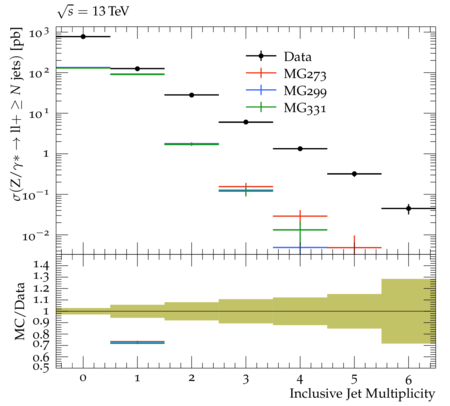 √s = 13 TeV
σ(Z/γ∗ → ll+ ≥ N jets) [pb]
10³
10²
10
1
10⁻¹
10⁻²
Data
MG273
MG299
MG331
MC/Data
1.4
1.3
1.2
1.1
1
0.9
0.8
0.7
0.6
0.5
0 1 2 3 4 5 6
Inclusive Jet Multiplicity